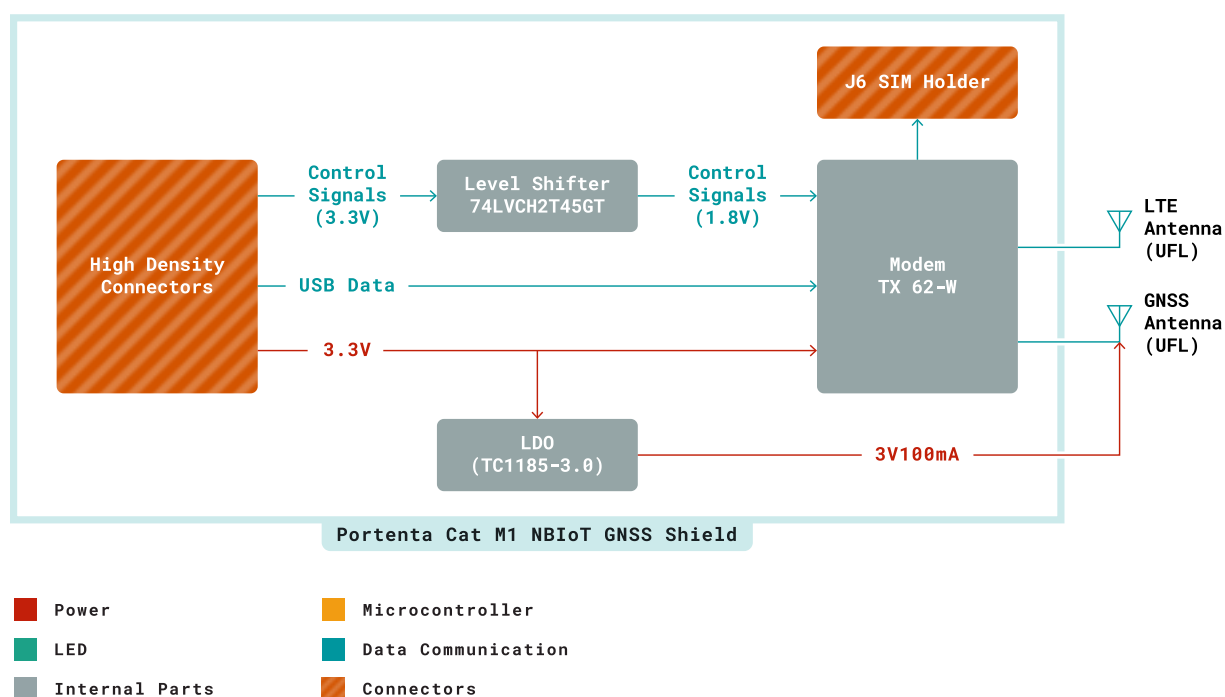 J6 SIM Holder
Control
Signals
(3.3V)
Level Shifter
74LVCH2T45GT
Control
Signals
(1.8V)
High Density
Connectors
USB Data
3.3V
Modem
TX 62-W
LTE
Antenna
(UFL)
GNSS
Antenna
(UFL)
LDO
(TC1185-3.0)
3V100mA
Portenta Cat M1 NBIoT GNSS Shield
Power
Microcontroller
LED
Data Communication
Internal Parts
Connectors